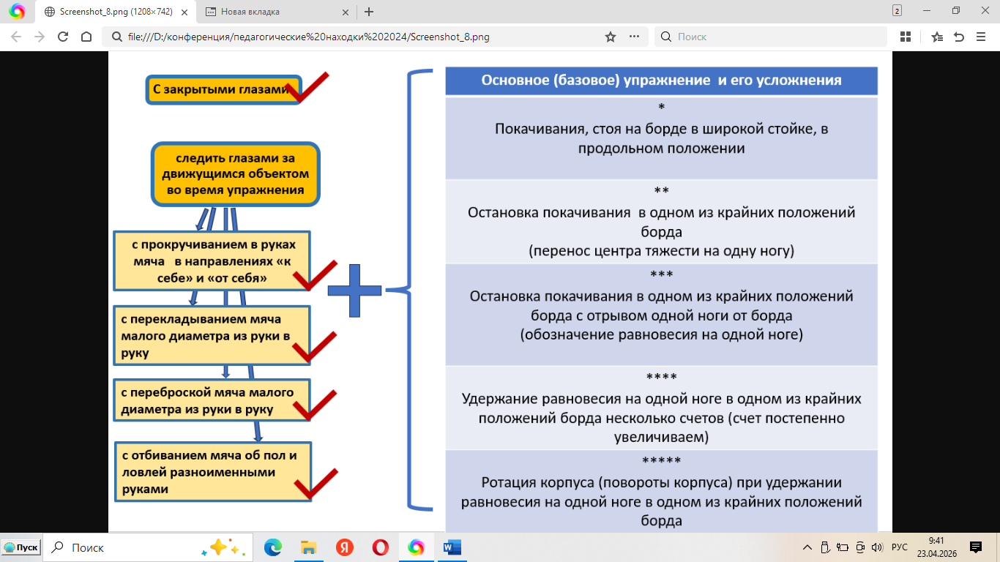 Screenshot_8.png (1208×742)
Новая вкладка
2
file:///D:/конференция/педагогические%20находки%202024/Screenshot_8.png
Поиск
С закрытыми глазами
следить глазами за
движущимся объектом
во время упражнения
с прокручиванием в руках
мяча в направлениях «к
себе» и «от себя»
с перекладыванием мяча
малого диаметра из руки в
руку
с переброской мяча малого
диаметра из руки в руку
с отбиванием мяча об пол и
ловлей разноименными
руками
Основное (базовое) упражнение и его усложнения
*
Покачивания, стоя на борде в широкой стойке, в
продольном положении
**
Остановка покачивания в одном из крайних положений
борда
(перенос центра тяжести на одну ногу)
***
Остановка покачивания в одном из крайних положений
борда с отрывом одной ноги от борда
(обозначение равновесия на одной ноге)
****
Удержание равновесия на одной ноге в одном из крайних
положений борда несколько счетов (счет постепенно
увеличиваем)
*****
Ротация корпуса (повороты корпуса) при удержании
равновесия на одной ноге в одном из крайних положений
борда
Пуск
Поиск
РУС
9:41
23.04.2026